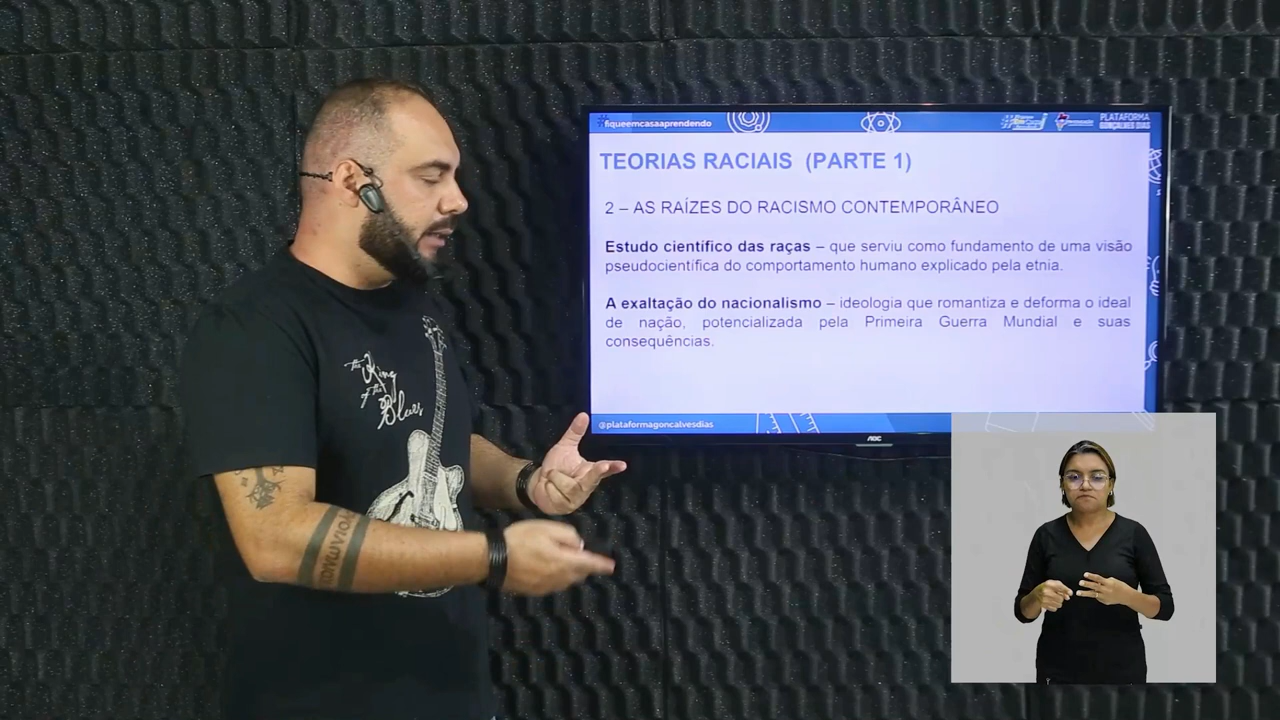 #fiqueemcasaaprendendo
PLATAFORMA
GONÇALVES DIAS
TEORIAS RACIAIS (PARTE 1)
2 – AS RAÍZES DO RACISMO CONTEMPORÂNEO
Estudo científico das raças – que serviu como fundamento de uma visão
pseudocientífica do comportamento humano explicado pela etnia.
A exaltação do nacionalismo – ideologia que romantiza e deforma o ideal
de nação, potencializada pela Primeira Guerra Mundial e suas
consequências.
@plataformagoncalvesdias
AOC
the
King
of the
Blues